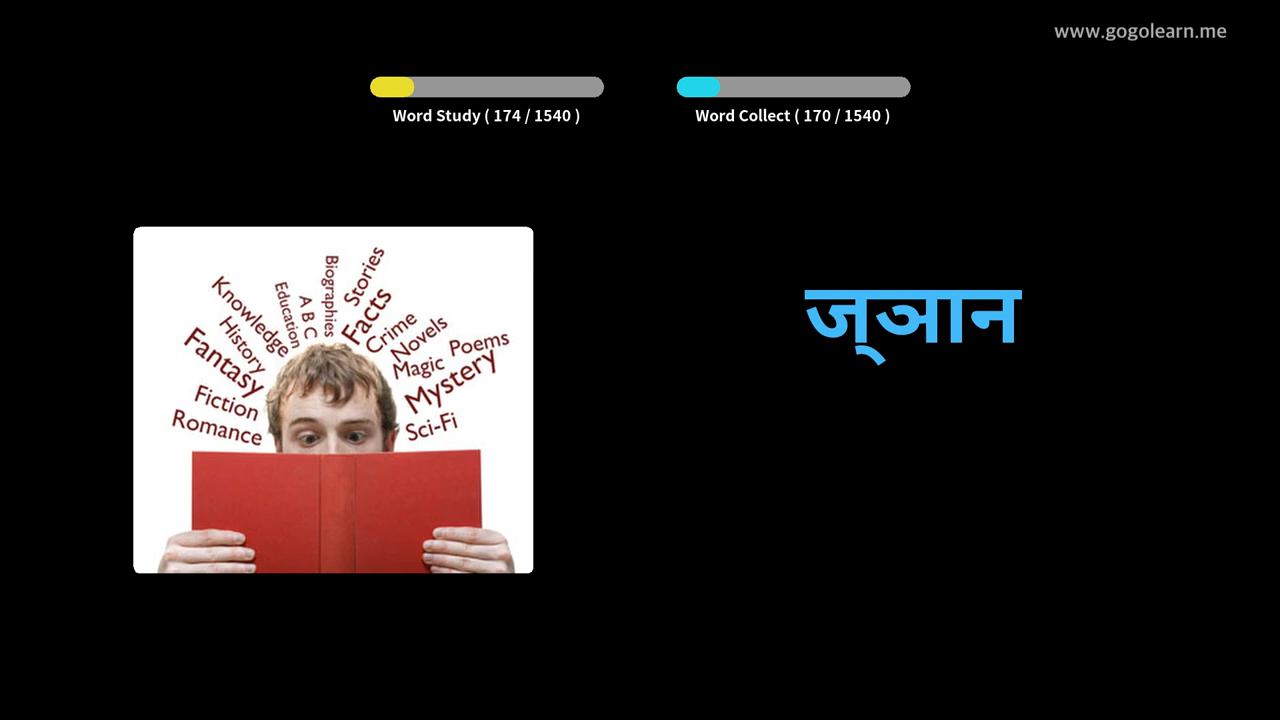 www.gogolearn.me
Word Study ( 174 / 1540 )
Word Collect ( 170 / 1540 )
Biographies
Stories
Education
A B C
Facts
Knowledge
Crime
History
Novels
Fantasy
Magic
Poems
Mystery
Fiction
Romance
Sci-Fi
ज्‌ञान